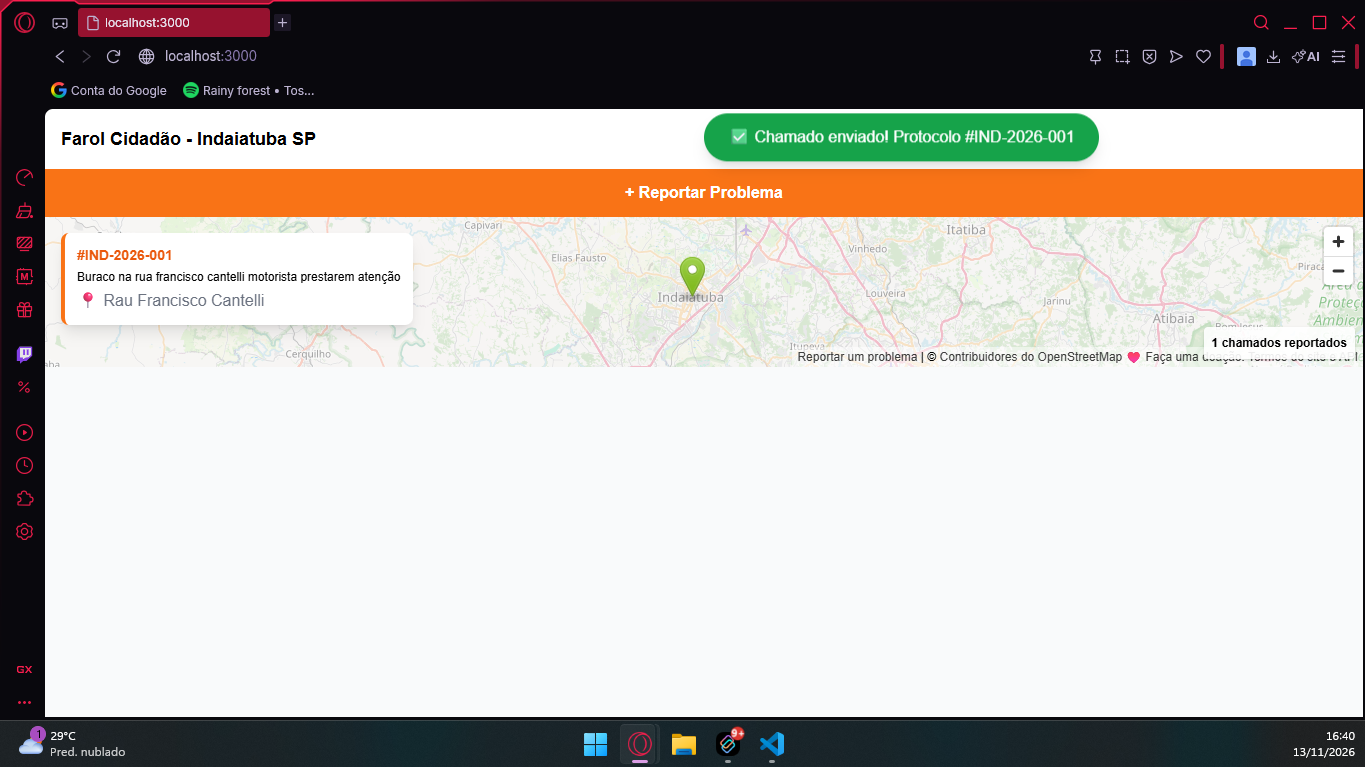 localhost:3000
localhost:3000
AI
Conta do Google
Rainy forest • Tos...
Farol Cidadão - Indaiatuba SP
✅ Chamado enviado! Protocolo #IND-2026-001
+ Reportar Problema
#IND-2026-001
Buraco na rua francisco cantelli motorista prestarem atenção
📍 Rau Francisco Cantelli
Capivari
Itatiba
Elias Fausto
Vinhedo
Indaiatuba
Louveira
Jarinu
Atibaia
Cerquilho
+
−
1 chamados reportados
Reportar um problema | © Contribuidores do OpenStreetMap ❤ Faça uma
M
GX
1
29°C
Pred. nublado
9+
16:40
13/11/2026